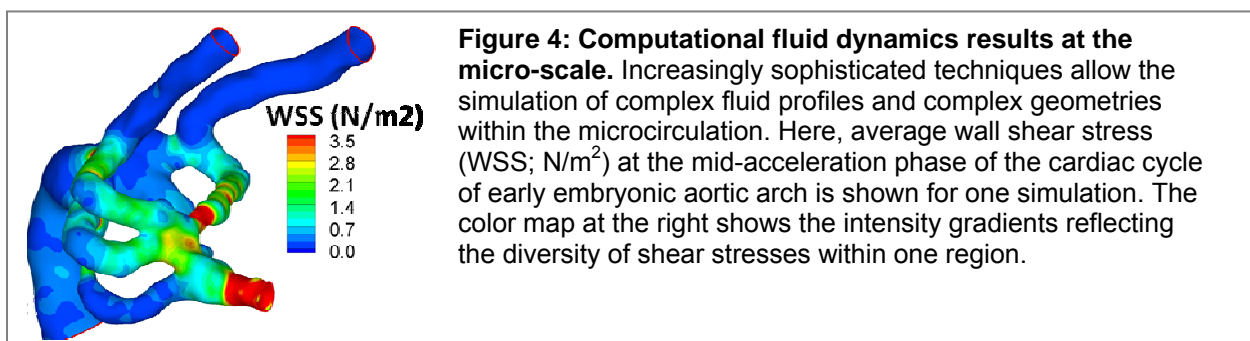 WSS (N/m2)
3.5
2.8
2.1
1.4
0.7
0.0
Figure 4: Computational fluid dynamics results at the
micro-scale. Increasingly sophisticated techniques allow the
simulation of complex fluid profiles and complex geometries
within the microcirculation. Here, average wall shear stress
(WSS; N/m²) at the mid-acceleration phase of the cardiac cycle
of early embryonic aortic arch is shown for one simulation. The
color map at the right shows the intensity gradients reflecting
the diversity of shear stresses within one region.